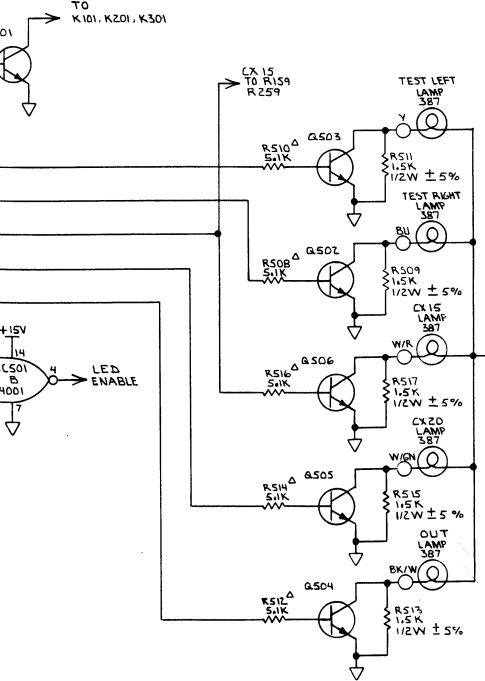 TO
K101, K201, K301
01
CX 15
TO R159
R259
TEST LEFT
LAMP
387
Y
R510 Δ
5.1K
Q503
R511
1.5K
1/2W ±5%
TEST RIGHT
LAMP
387
BU
R508 Δ
5.1K
Q502
R509
1.5K
1/2W ±5%
CX15
LAMP
387
W/R
R516 Δ
5.1K
Q506
R517
1.5K
1/2W ±5%
+15V
14
C501
B
4001
4
7
LED
ENABLE
CX20
LAMP
387
W/GN
R514 Δ
5.1K
Q505
R515
1.5K
1/2W ±5%
OUT
LAMP
387
BK/W
R512 Δ
5.1K
Q504
R513
1.5K
1/2W ±5%